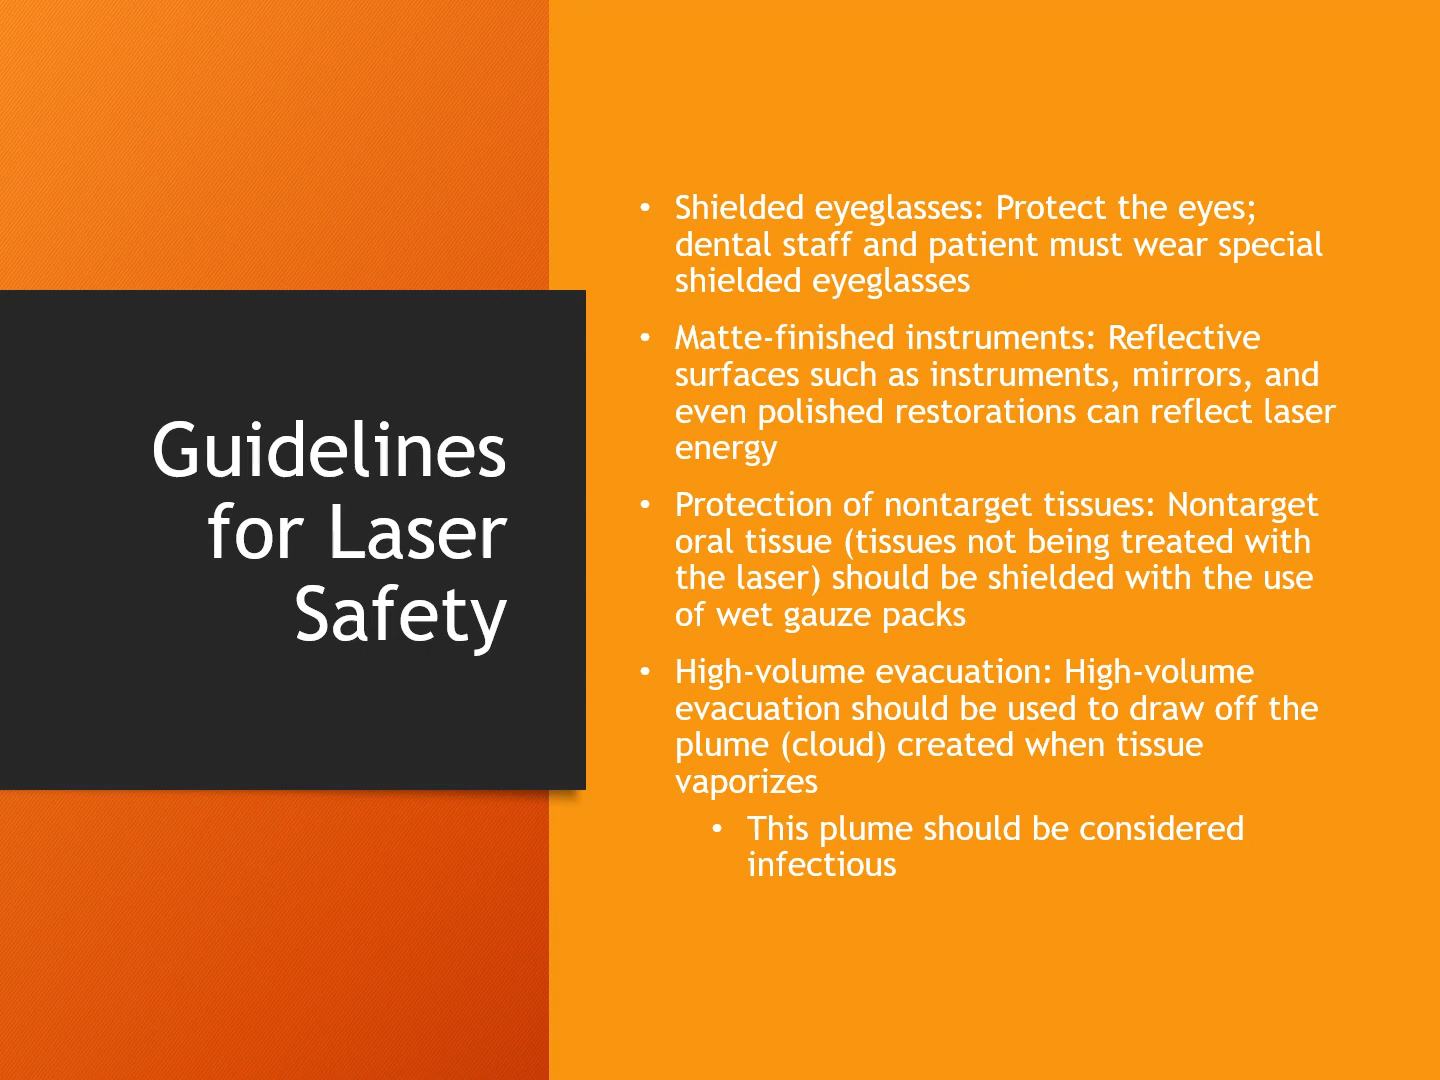 Guidelines
for Laser
Safety
• Shielded eyeglasses: Protect the eyes;
dental staff and patient must wear special
shielded eyeglasses
• Matte-finished instruments: Reflective
surfaces such as instruments, mirrors, and
even polished restorations can reflect laser
energy
• Protection of nontarget tissues: Nontarget
oral tissue (tissues not being treated with
the laser) should be shielded with the use
of wet gauze packs
• High-volume evacuation: High-volume
evacuation should be used to draw off the
plume (cloud) created when tissue
vaporizes
• This plume should be considered
infectious